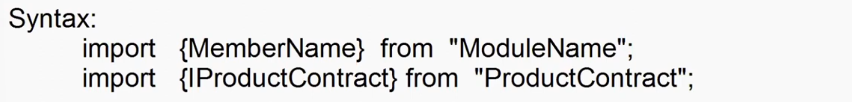 Syntax:
import {MemberName} from "ModuleName";
import {IProductContract} from "ProductContract";